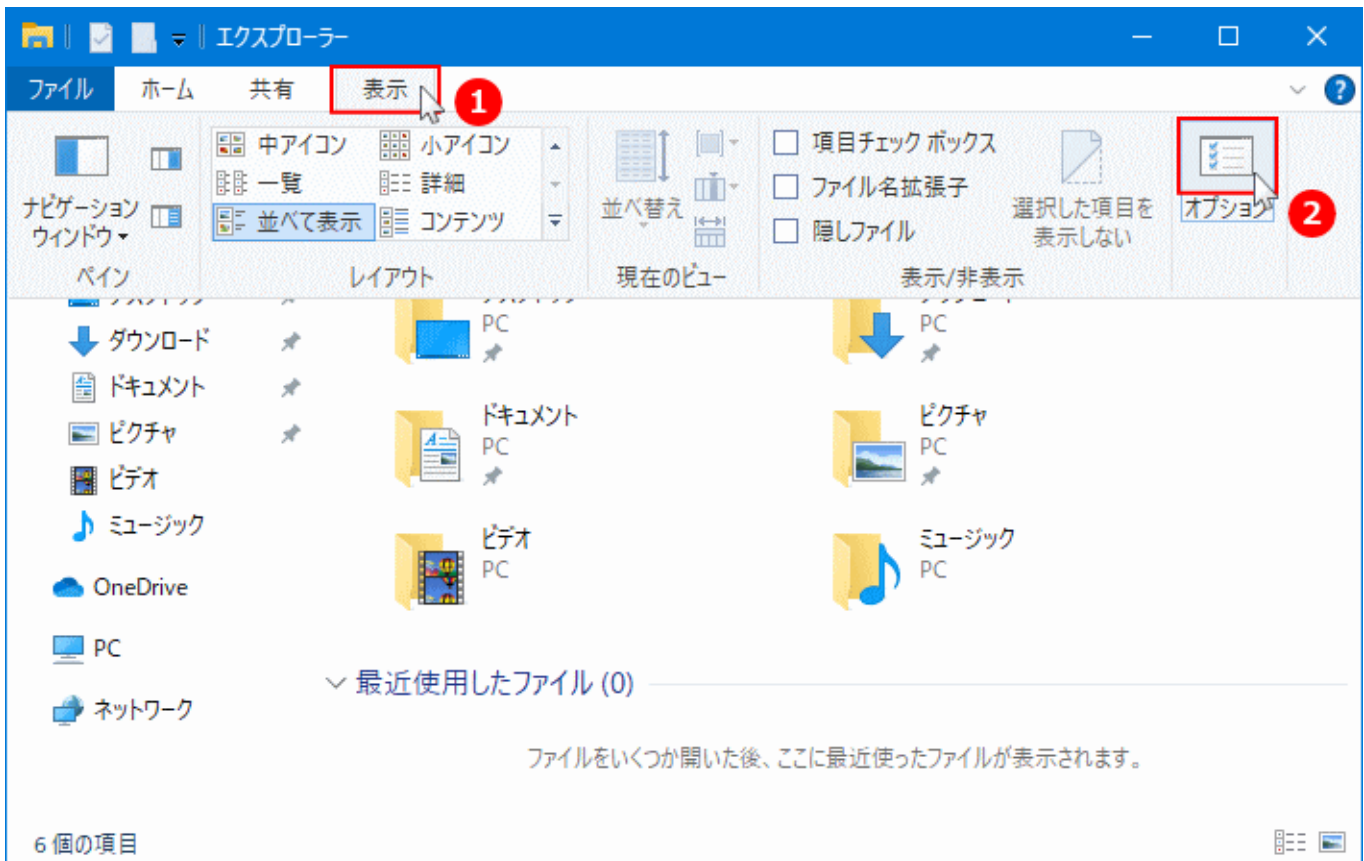 エクスプローラー
ファイル ホーム 共有 表示 1
中アイコン 小アイコン
一覧 詳細
並べて表示 コンテンツ
ナビゲーション
ウィンドウ
並べ替え
項目チェック ボックス
ファイル名拡張子
隠しファイル
選択した項目を
表示しない
オプション 2
ペイン レイアウト 現在のビュー 表示/非表示
PC PC
ダウンロード
ドキュメント
ピクチャ
ビデオ
ミュージック
OneDrive
PC
ネットワーク
ドキュメント
PC
ピクチャ
PC
ビデオ
PC
ミュージック
PC
最近使用したファイル (0)
ファイルをいくつか開いた後、ここに最近使ったファイルが表示されます。
6 個の項目